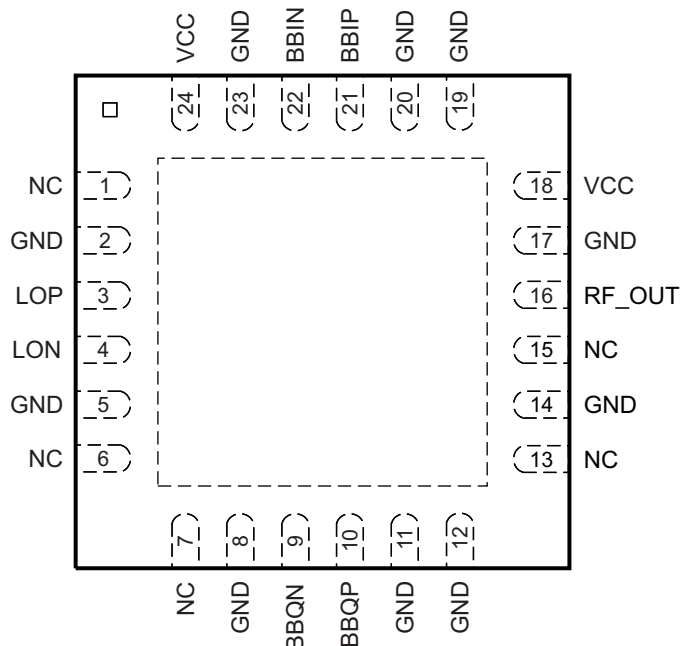 VCC
GND
BBIN
BBIP
GND
GND
24
23
22
21
20
19
NC 1
GND 2
LOP 3
LON 4
GND 5
NC 6
18 VCC
17 GND
16 RF_OUT
15 NC
14 GND
13 NC
7
8
9
10
11
12
NC
GND
BBQN
BBQP
GND
GND